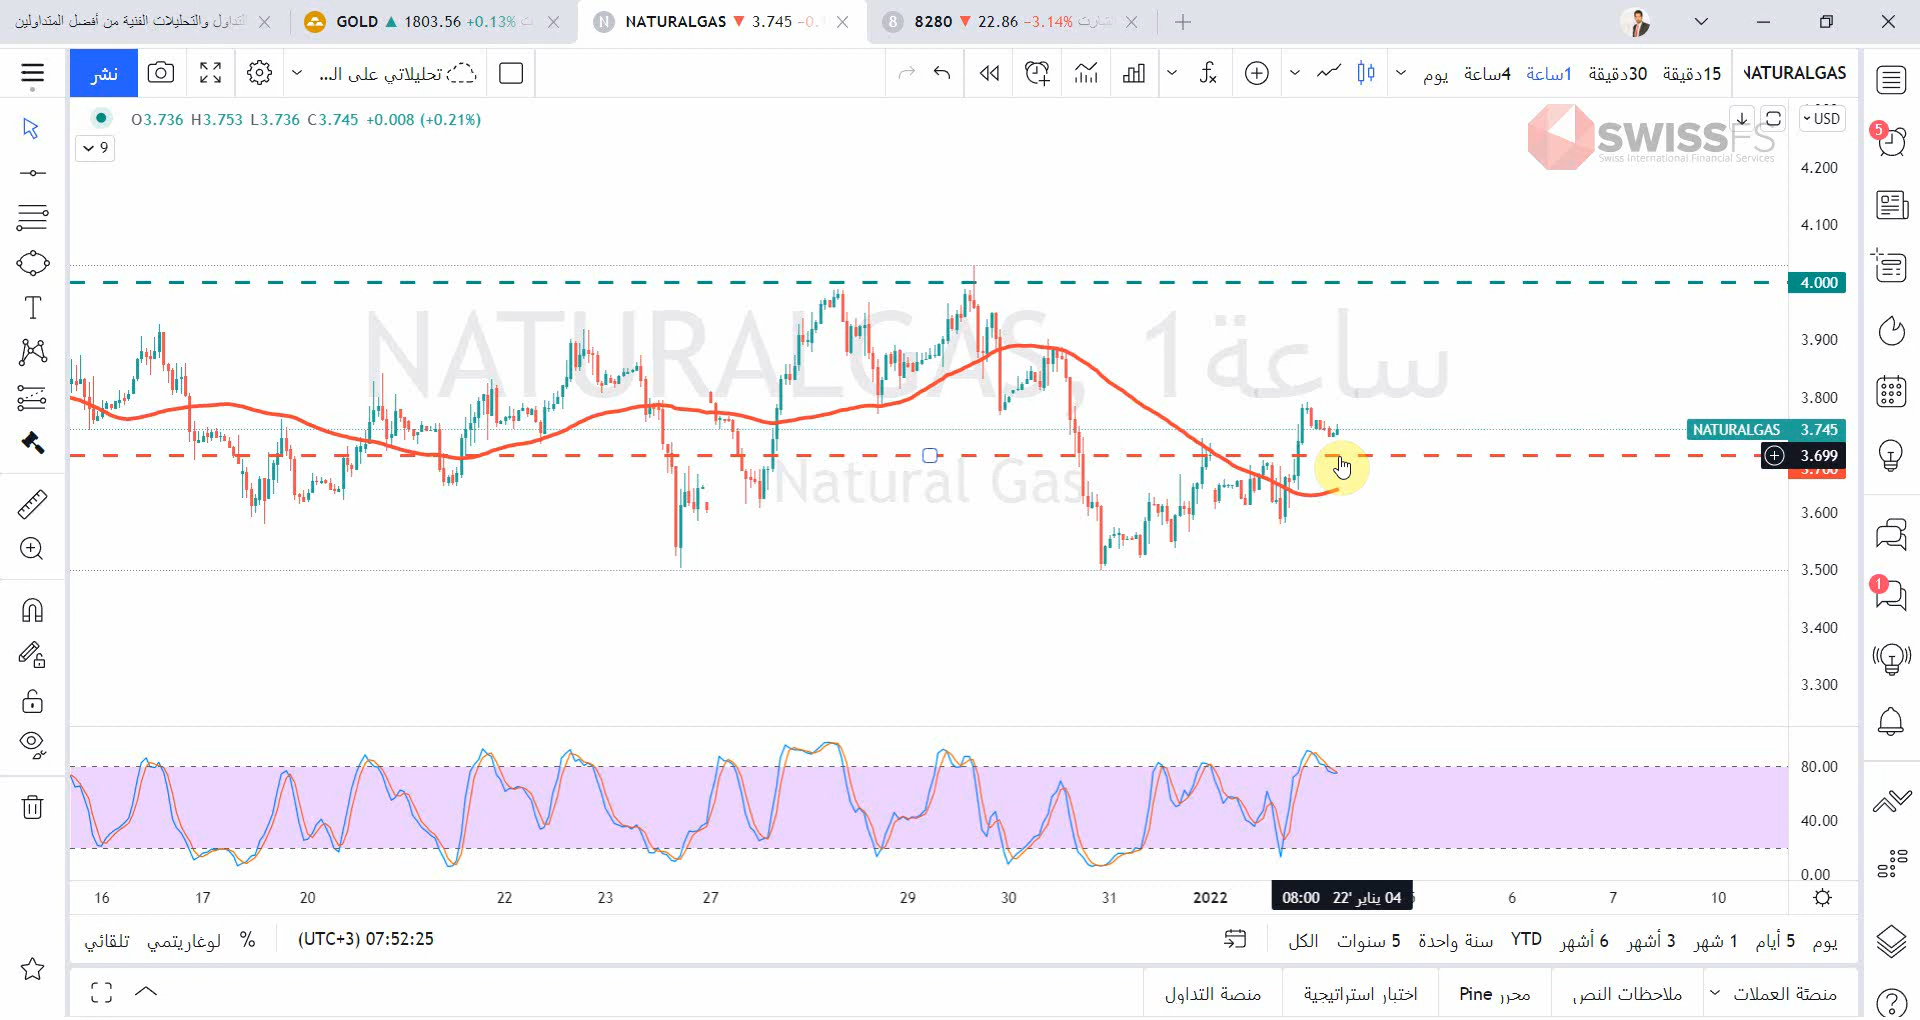 التداول والتحليلات الفنية من أفضل المتداولين
GOLD ▲ 1803.56 +0.13%
N NATURALGAS ▼ 3.745
8 8280 ▼ 22.86 −3.14% الشارت
نشر
تحليلاتي على الـ...
يوم 4ساعة 1ساعة 30دقيقة 15دقيقة
NATURALGAS
O3.736 H3.753 L3.736 C3.745 +0.008 (+0.21%)
9
SWISSFS
Swiss International Financial Services
USD
4.200
4.100
4.000
3.900
3.800
NATURALGAS 3.745
3.699
3.700
3.600
3.500
3.400
3.300
NATURALGAS, 1ساعة
Natural Gas
80.00
40.00
0.00
16 17 20 22 23 27 29 30 31 2022 04 يناير '22 08:00 6 7 10
تلقائي لوغاريتمي %
07:52:25 (UTC+3)
يوم 5 أيام 1 شهر 3 أشهر 6 أشهر YTD سنة واحدة 5 سنوات الكل
منصئة العملات ملاحظات النص محرر Pine اختبار استراتيجية منصة التداول
5
1